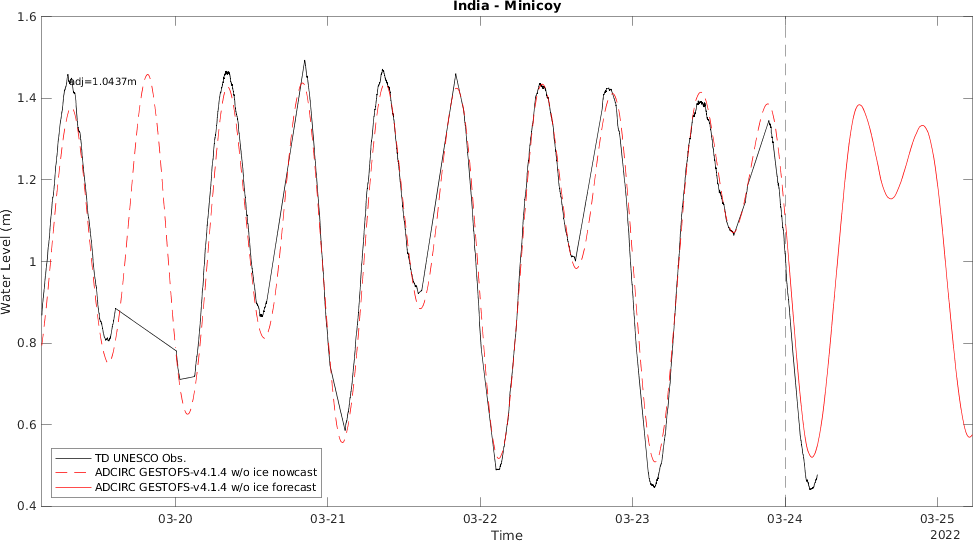 India - Minicoy
1.6
1.4
1.2
1
0.8
0.6
0.4
Water Level (m)
adj=1.0437m
TD UNESCO Obs.
ADCIRC GESTOFS-v4.1.4 w/o ice nowcast
ADCIRC GESTOFS-v4.1.4 w/o ice forecast
03-20
03-21
03-22
03-23
03-24
03-25
Time
2022